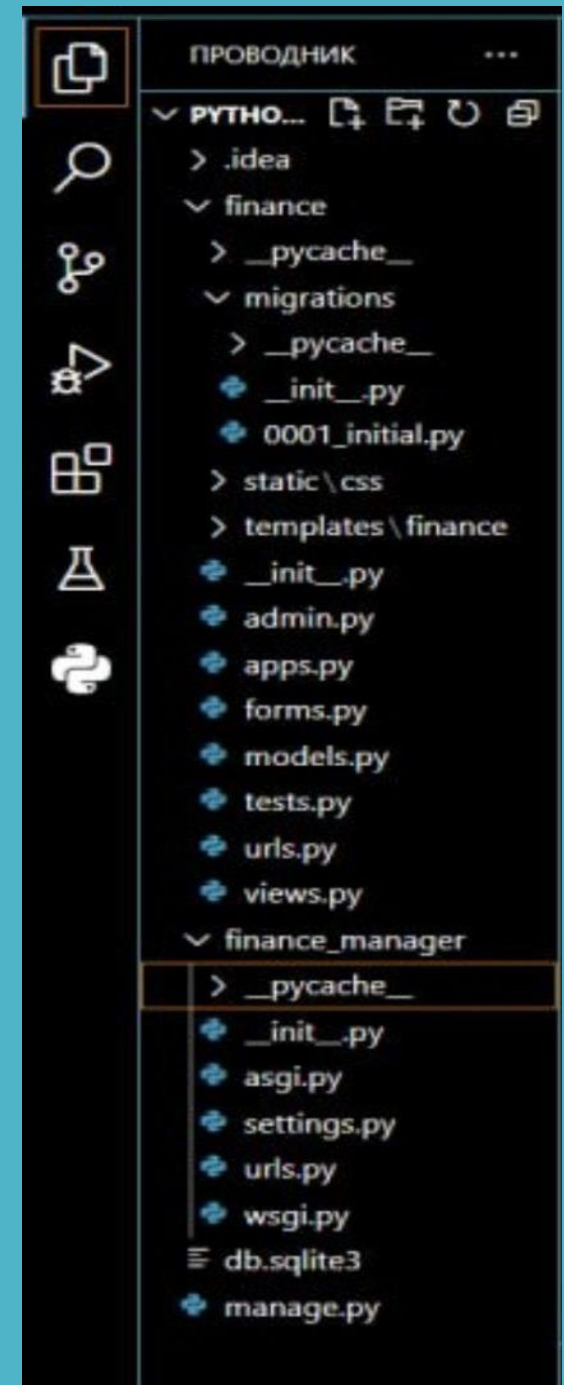 ПРОВОДНИК ...
PYTHO...
.idea
finance
__pycache__
migrations
__pycache__
__init__.py
0001_initial.py
static\css
templates\finance
__init__.py
admin.py
apps.py
forms.py
models.py
tests.py
urls.py
views.py
finance_manager
__pycache__
__init__.py
asgi.py
settings.py
urls.py
wsgi.py
db.sqlite3
manage.py